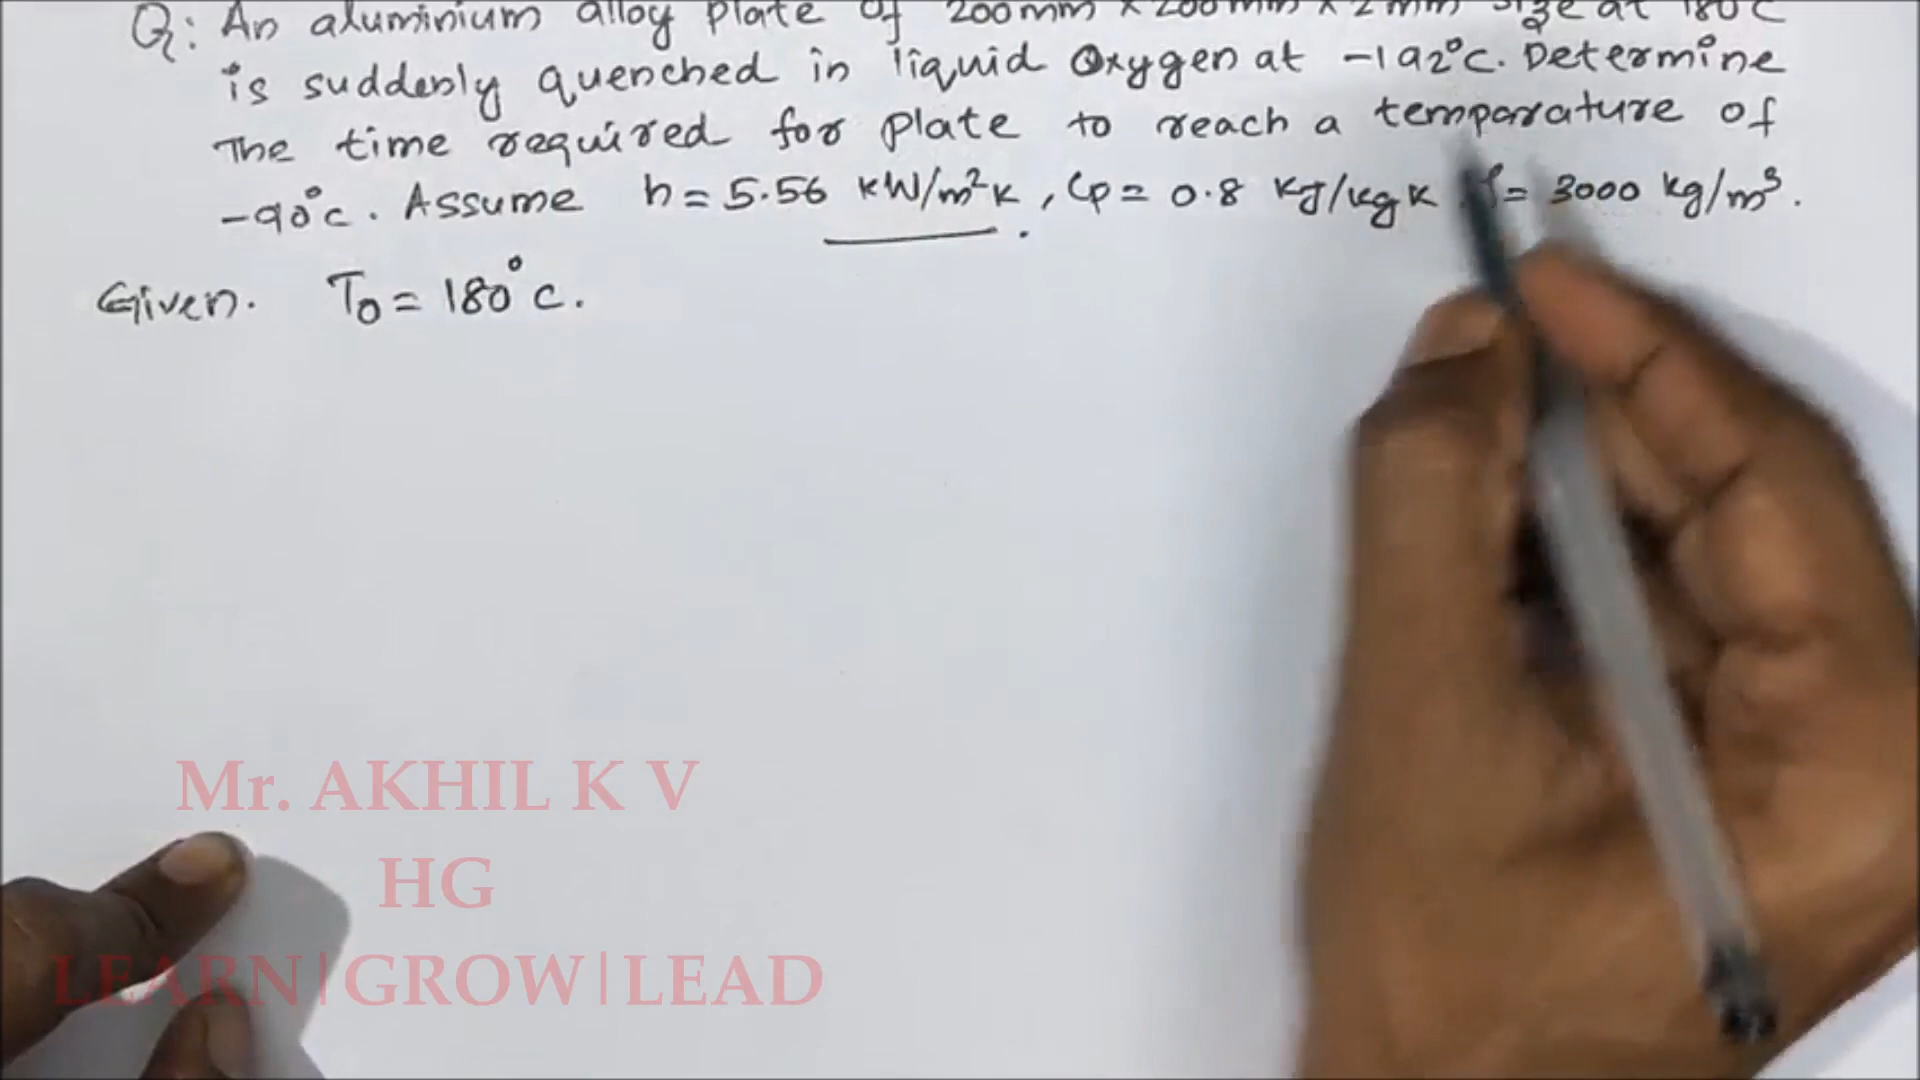 Q: An aluminium alloy plate of 200mm x 200mm x 2mm size at 180°C
is suddenly quenched in liquid Oxygen at -192°C. Determine
The time required for plate to reach a temparature of
-90°C. Assume h = 5.56 KW/m²K, Cp = 0.8 KJ/KgK, ρ = 3000 kg/m³.
Given. T₀ = 180°C.
Mr. AKHIL K V
HG
LEARN|GROW|LEAD